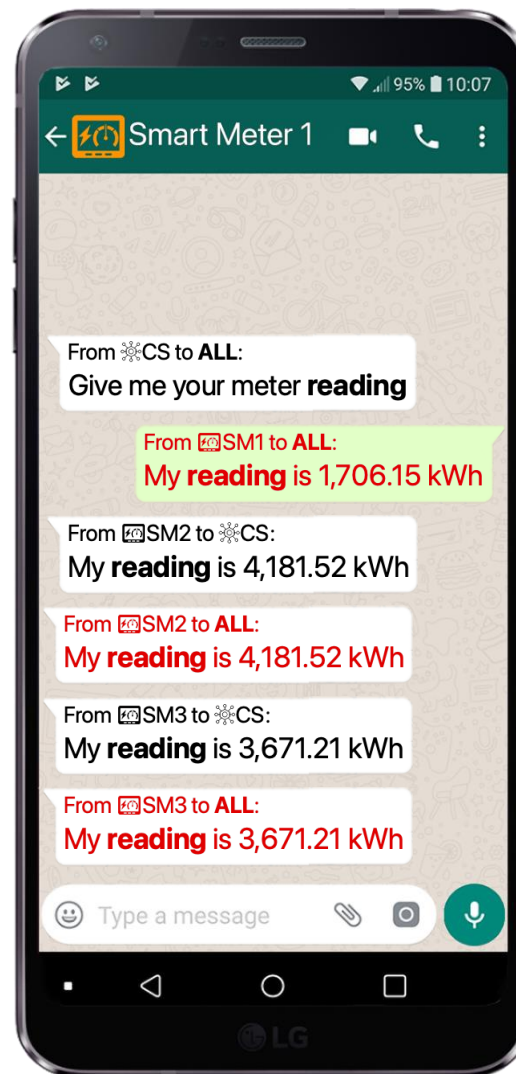 95% 10:07
Smart Meter 1
From CS to ALL:
Give me your meter reading
From SM1 to ALL:
My reading is 1,706.15 kWh
From SM2 to CS:
My reading is 4,181.52 kWh
From SM2 to ALL:
My reading is 4,181.52 kWh
From SM3 to CS:
My reading is 3,671.21 kWh
From SM3 to ALL:
My reading is 3,671.21 kWh
Type a message
LG